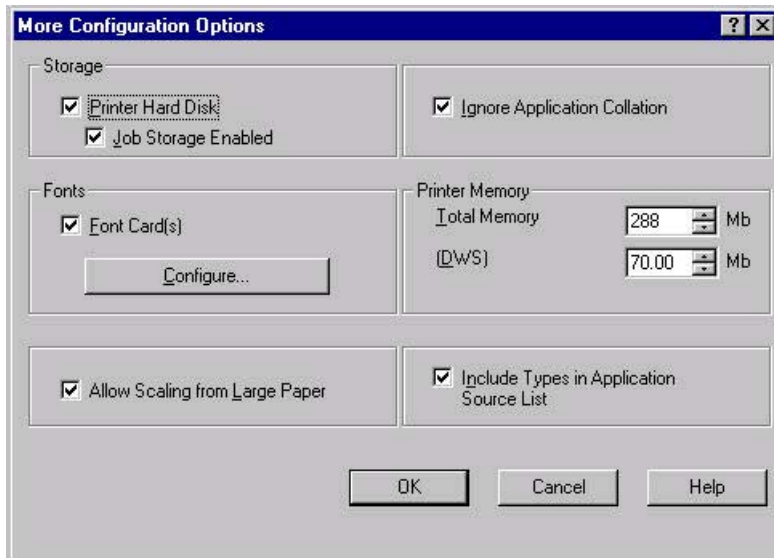 More Configuration Options
Storage
Printer Hard Disk
Job Storage Enabled
Ignore Application Collation
Fonts
Font Card(s)
Configure...
Printer Memory
Total Memory 288 Mb
(DWS) 70.00 Mb
Allow Scaling from Large Paper
Include Types in Application
Source List
OK Cancel Help